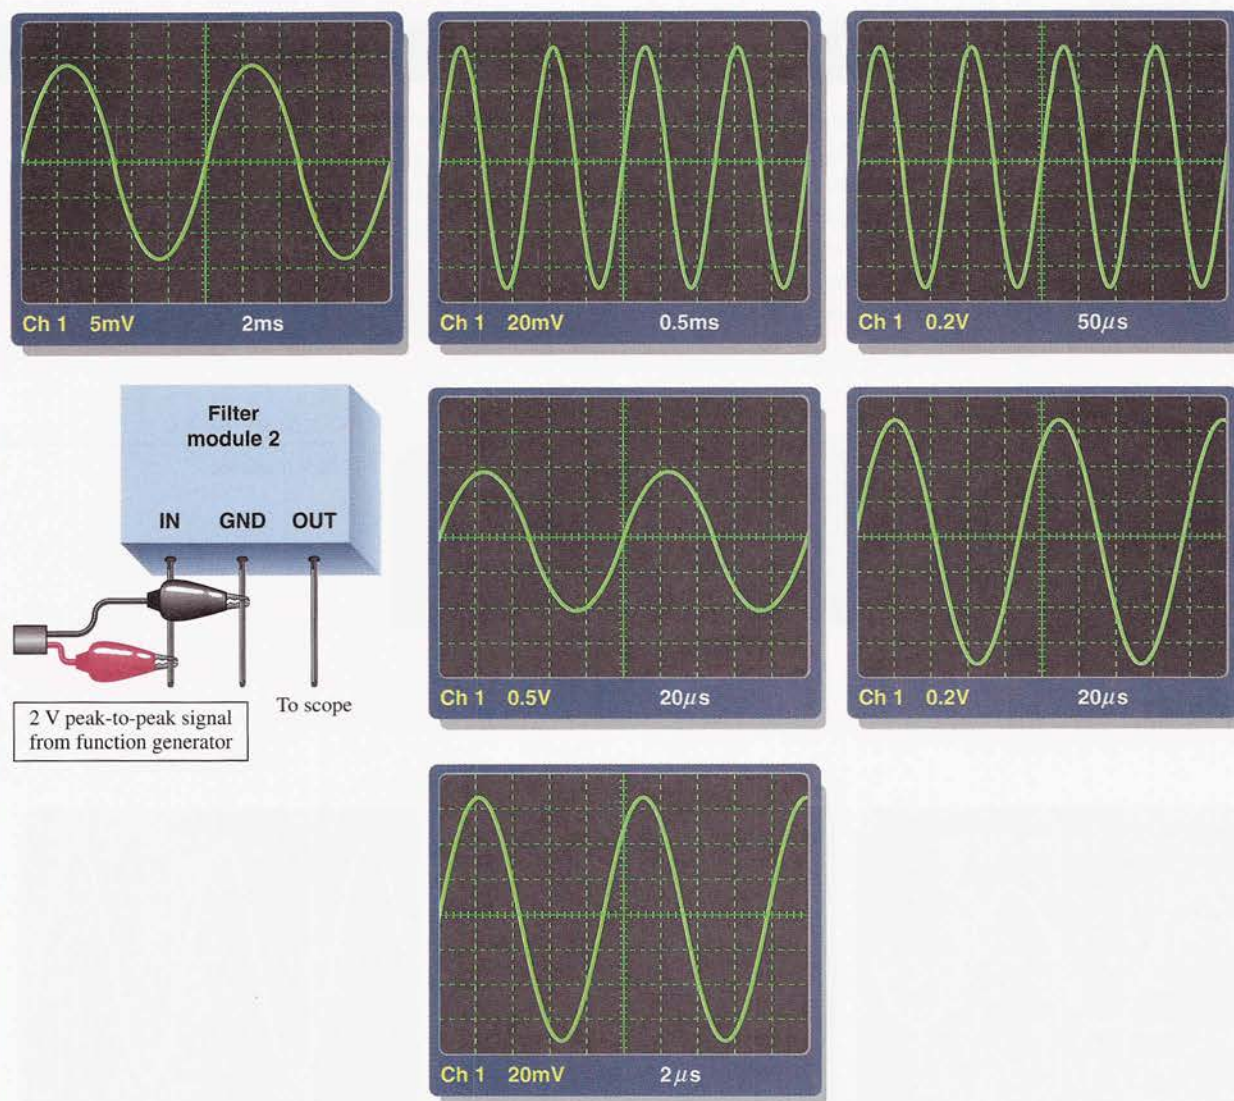 Ch 1 5mV 2ms
Ch 1 20mV 0.5ms
Ch 1 0.2V 50μs
Filter
module 2
IN GND OUT
To scope
2 V peak-to-peak signal
from function generator
Ch 1 0.5V 20μs
Ch 1 0.2V 20μs
Ch 1 20mV 2μs